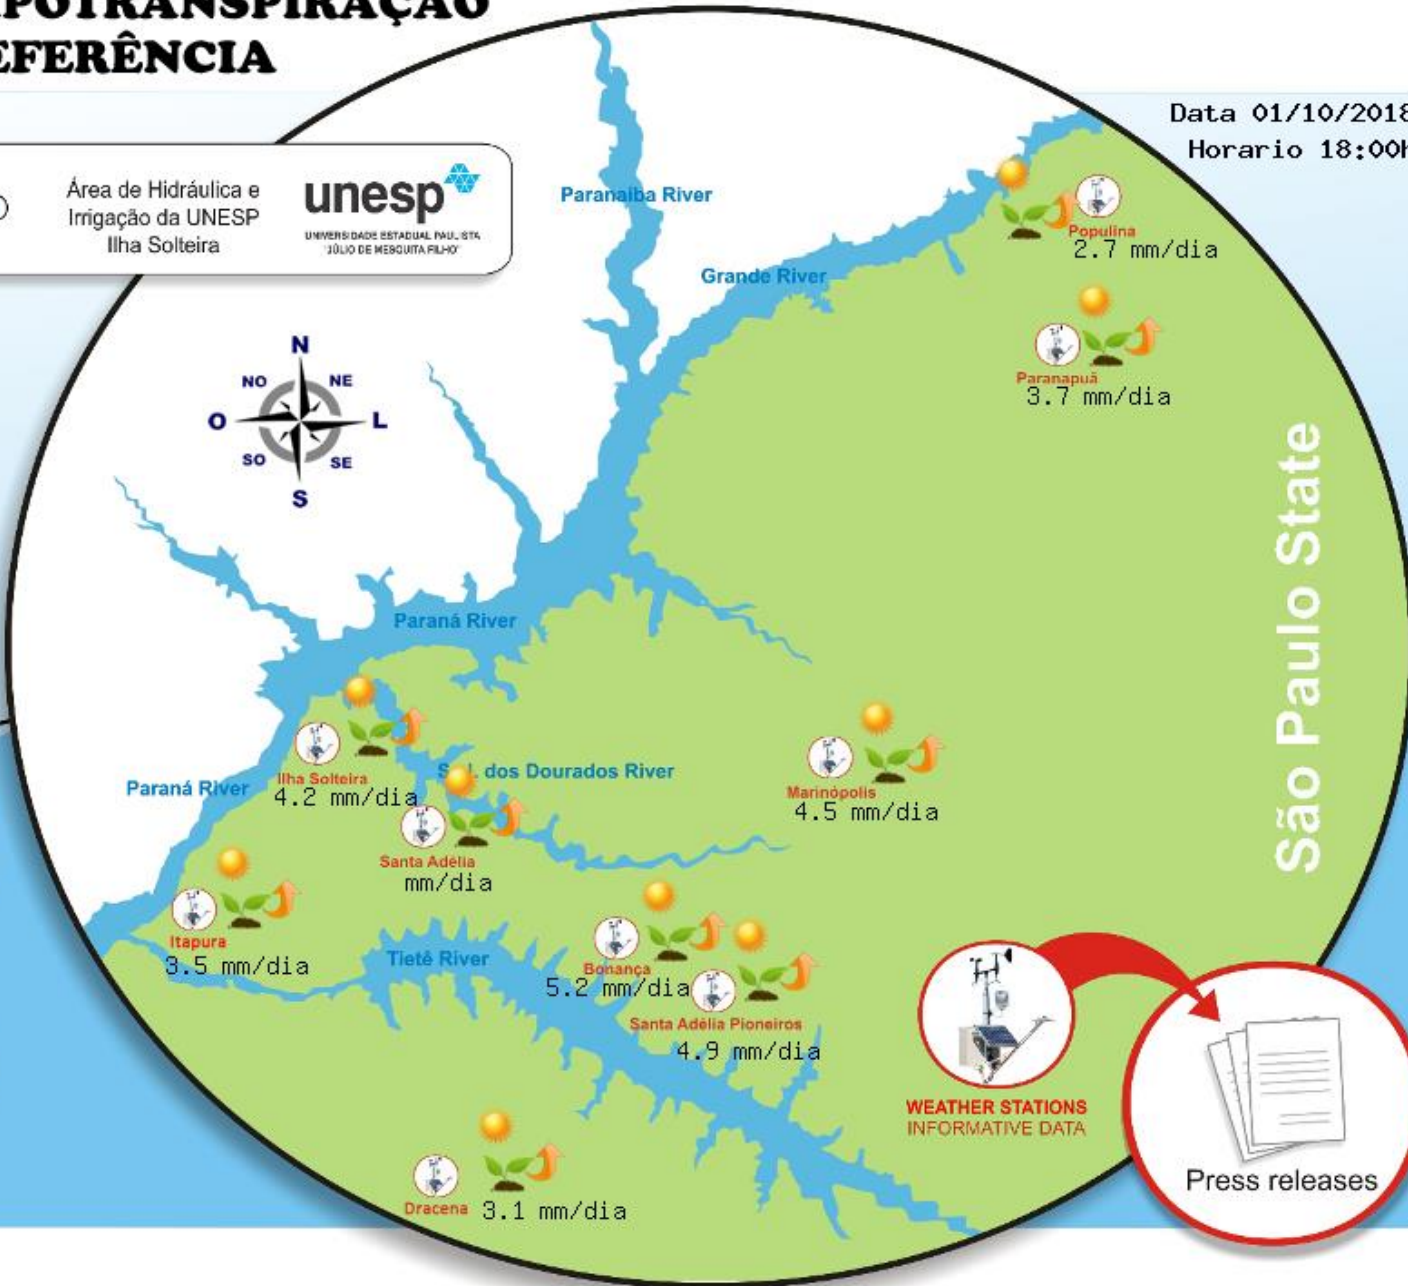 POTRANSPIRAÇÃO
EFERÊNCIA
Data 01/10/2018
Horario 18:00h
Área de Hidráulica e
Irrigação da UNESP
Ilha Solteira
unesp
UNIVERSIDADE ESTADUAL PAULISTA
"JÚLIO DE MESQUITA FILHO"
Paranaiba River
Grande River
Populina
2.7 mm/dia
Paranapuã
3.7 mm/dia
N
NO
NE
O
L
SO
SE
S
São Paulo State
Paraná River
Paraná River
Ilha Solteira
4.2 mm/dia
dos Dourados River
Marinópolis
4.5 mm/dia
Santa Adélia
mm/dia
Itapura
3.5 mm/dia
Tietê River
Bonança
5.2 mm/dia
Santa Adélia Pioneiros
4.9 mm/dia
WEATHER STATIONS
INFORMATIVE DATA
Press releases
Dracena
3.1 mm/dia